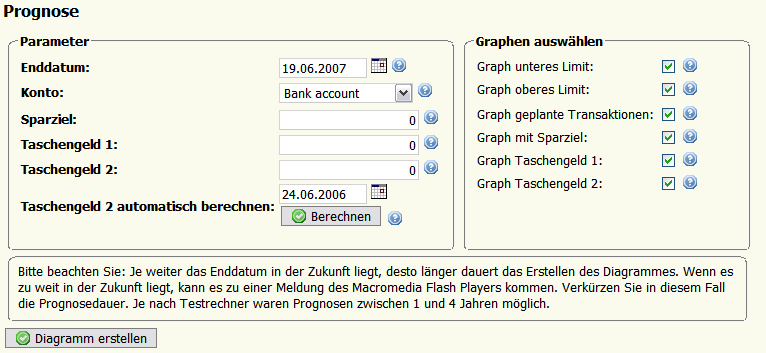 Prognose
Parameter
Enddatum: 19.06.2007
Konto: Bank account
Sparziel: 0
Taschengeld 1: 0
Taschengeld 2: 0
24.06.2006
Taschengeld 2 automatisch berechnen:
Berechnen
Graphen auswählen
Graph unteres Limit:
Graph oberes Limit:
Graph geplante Transaktionen:
Graph mit Sparziel:
Graph Taschengeld 1:
Graph Taschengeld 2:
Bitte beachten Sie: Je weiter das Enddatum in der Zukunft liegt, desto länger dauert das Erstellen des Diagrammes. Wenn es
zu weit in der Zukunft liegt, kann es zu einer Meldung des Macromedia Flash Players kommen. Verkürzen Sie in diesem Fall
die Prognosedauer. Je nach Testrechner waren Prognosen zwischen 1 und 4 Jahren möglich.
Diagramm erstellen